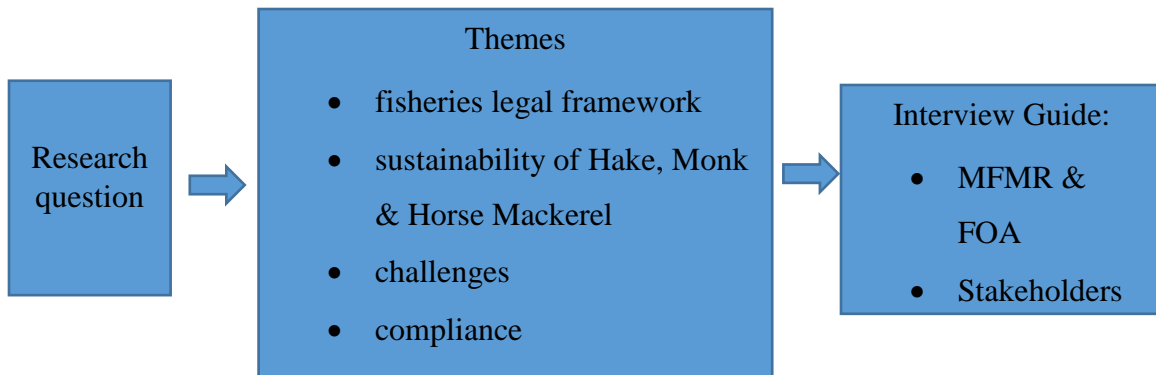 Research
question
Themes
• fisheries legal framework
• sustainability of Hake, Monk
& Horse Mackerel
• challenges
• compliance
Interview Guide:
• MFMR &
FOA
• Stakeholders